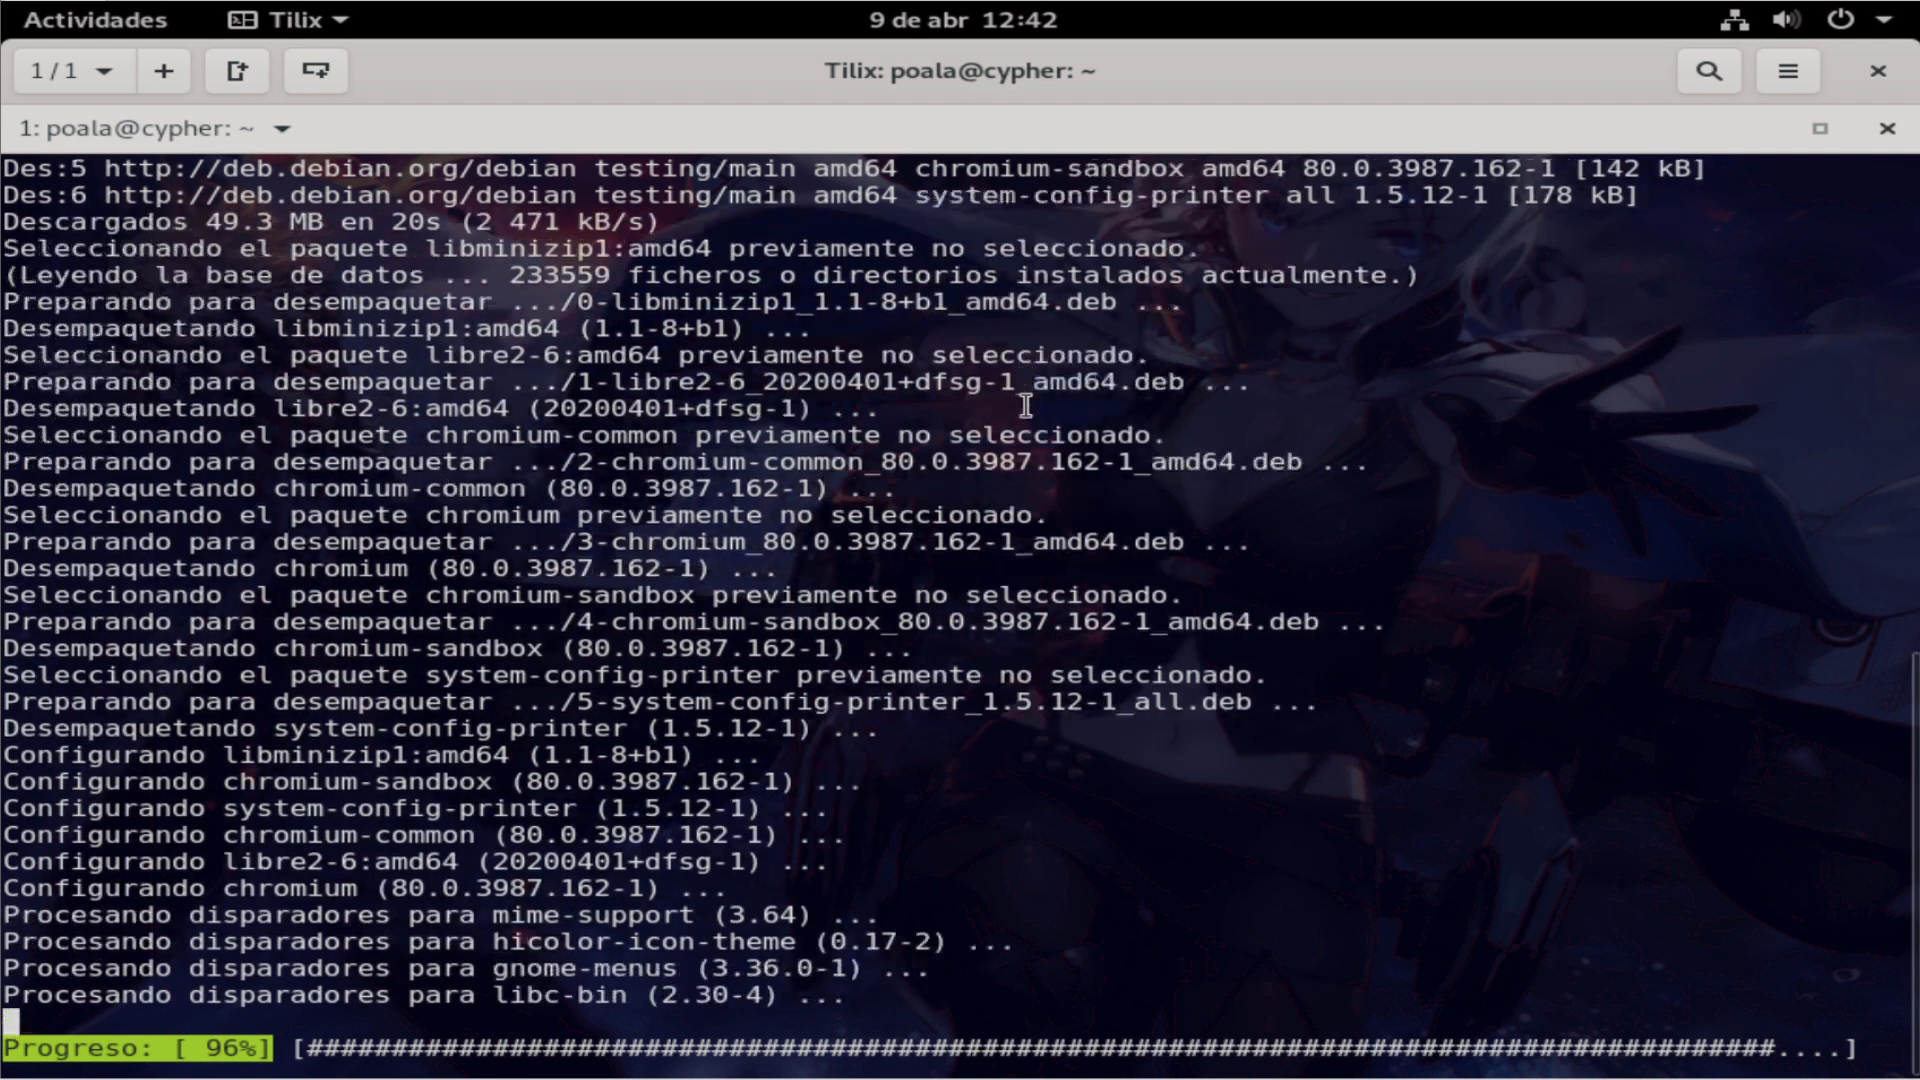 Actividades Tilix 9 de abr 12:42
1 / 1 Tilix: poala@cypher: ~
1: poala@cypher: ~
Des:5 http://deb.debian.org/debian testing/main amd64 chromium-sandbox amd64 80.0.3987.162-1 [142 kB]
Des:6 http://deb.debian.org/debian testing/main amd64 system-config-printer all 1.5.12-1 [178 kB]
Descargados 49.3 MB en 20s (2 471 kB/s)
Seleccionando el paquete libminizip1:amd64 previamente no seleccionado.
(Leyendo la base de datos ... 233559 ficheros o directorios instalados actualmente.)
Preparando para desempaquetar .../0-libminizip1_1.1-8+b1_amd64.deb ...
Desempaquetando libminizip1:amd64 (1.1-8+b1) ...
Seleccionando el paquete libre2-6:amd64 previamente no seleccionado.
Preparando para desempaquetar .../1-libre2-6_20200401+dfsg-1_amd64.deb ...
Desempaquetando libre2-6:amd64 (20200401+dfsg-1) ...
Seleccionando el paquete chromium-common previamente no seleccionado.
Preparando para desempaquetar .../2-chromium-common_80.0.3987.162-1_amd64.deb ...
Desempaquetando chromium-common (80.0.3987.162-1) ...
Seleccionando el paquete chromium previamente no seleccionado.
Preparando para desempaquetar .../3-chromium_80.0.3987.162-1_amd64.deb ...
Desempaquetando chromium (80.0.3987.162-1) ...
Seleccionando el paquete chromium-sandbox previamente no seleccionado.
Preparando para desempaquetar .../4-chromium-sandbox_80.0.3987.162-1_amd64.deb ...
Desempaquetando chromium-sandbox (80.0.3987.162-1) ...
Seleccionando el paquete system-config-printer previamente no seleccionado.
Preparando para desempaquetar .../5-system-config-printer_1.5.12-1_all.deb ...
Desempaquetando system-config-printer (1.5.12-1) ...
Configurando libminizip1:amd64 (1.1-8+b1) ...
Configurando chromium-sandbox (80.0.3987.162-1) ...
Configurando system-config-printer (1.5.12-1) ...
Configurando chromium-common (80.0.3987.162-1) ...
Configurando libre2-6:amd64 (20200401+dfsg-1) ...
Configurando chromium (80.0.3987.162-1) ...
Procesando disparadores para mime-support (3.64) ...
Procesando disparadores para hicolor-icon-theme (0.17-2) ...
Procesando disparadores para gnome-menus (3.36.0-1) ...
Procesando disparadores para libc-bin (2.30-4) ...
Progreso: [ 96%] [#######################################################################################....]